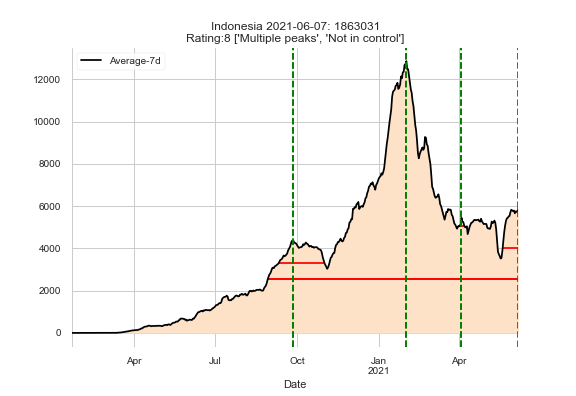 Indonesia 2021-06-07: 1863031
Rating:8 ['Multiple peaks', 'Not in control']
Average-7d
12000
10000
8000
6000
4000
2000
0
Apr Jul Oct Jan Apr
2021
Date